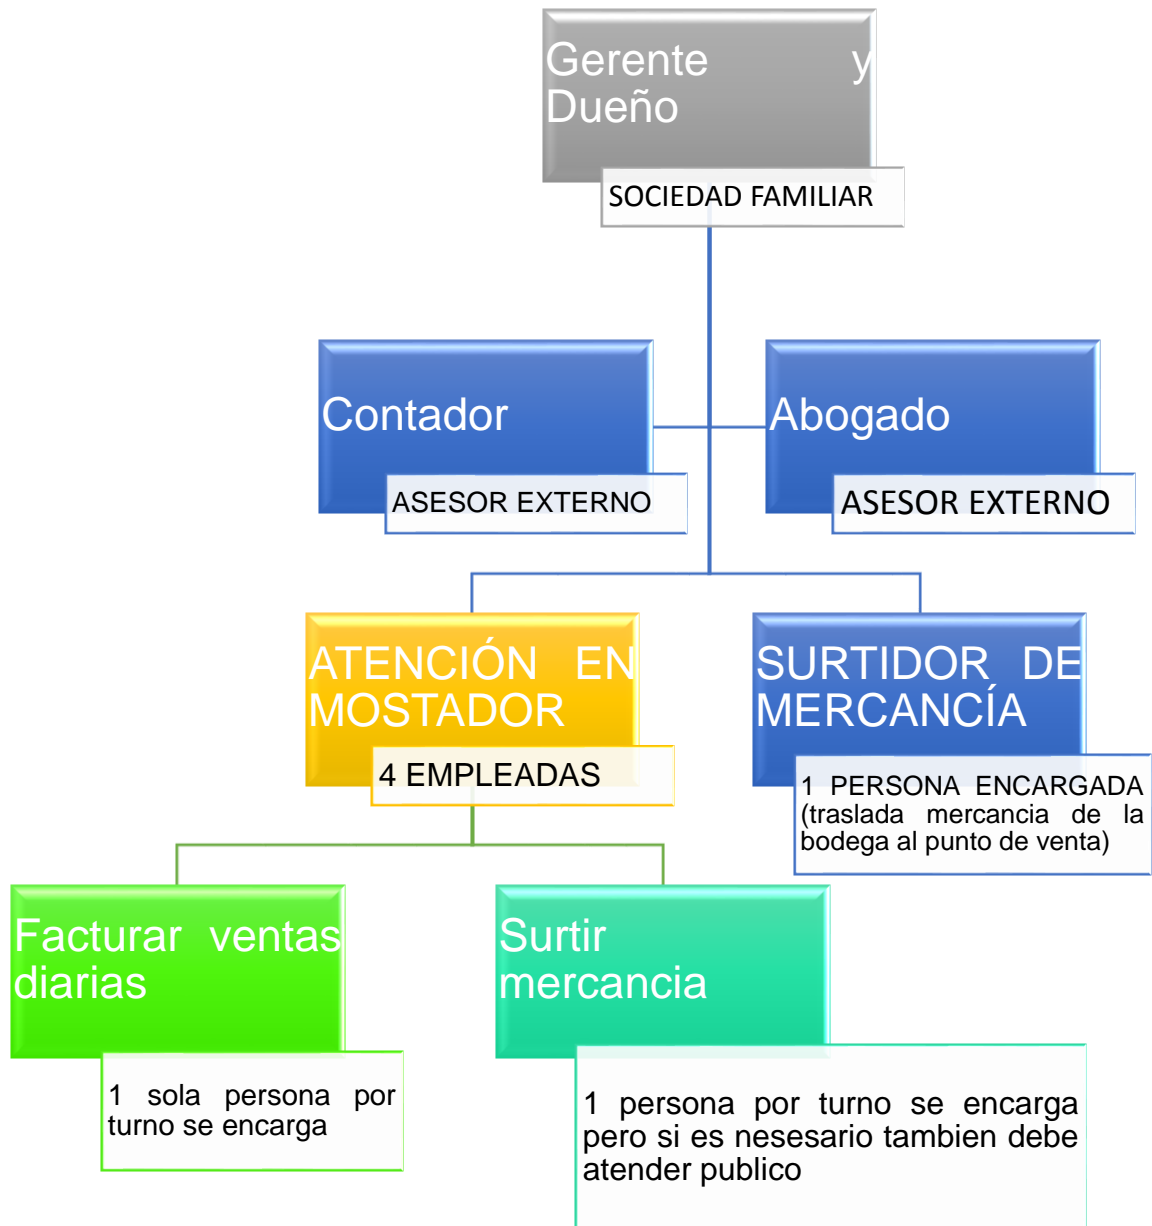 Gerente y
Dueño
SOCIEDAD FAMILIAR
Contador
ASESOR EXTERNO
Abogado
ASESOR EXTERNO
ATENCIÓN EN
MOSTADOR
4 EMPLEADAS
SURTIDOR DE
MERCANCÍA
1 PERSONA ENCARGADA
(traslada mercancia de la
bodega al punto de venta)
Facturar ventas
diarias
1 sola persona por
turno se encarga
Surtir
mercancia
1 persona por turno se encarga
pero si es nesesario tambien debe
atender publico